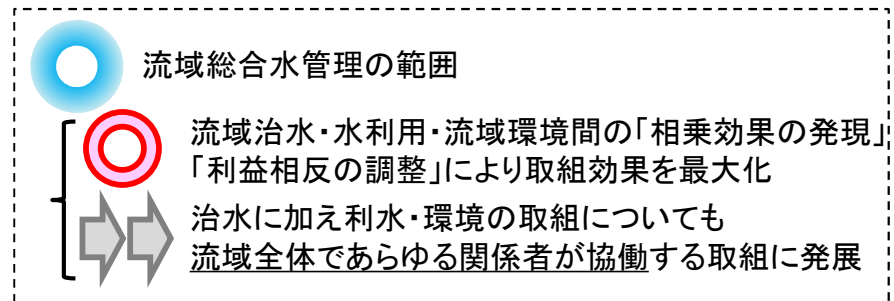 流域総合水管理の範囲
流域治水・水利用・流域環境間の「相乗効果の発現」
「利益相反の調整」により取組効果を最大化
治水に加え利水・環境の取組についても
流域全体であらゆる関係者が協働する取組に発展